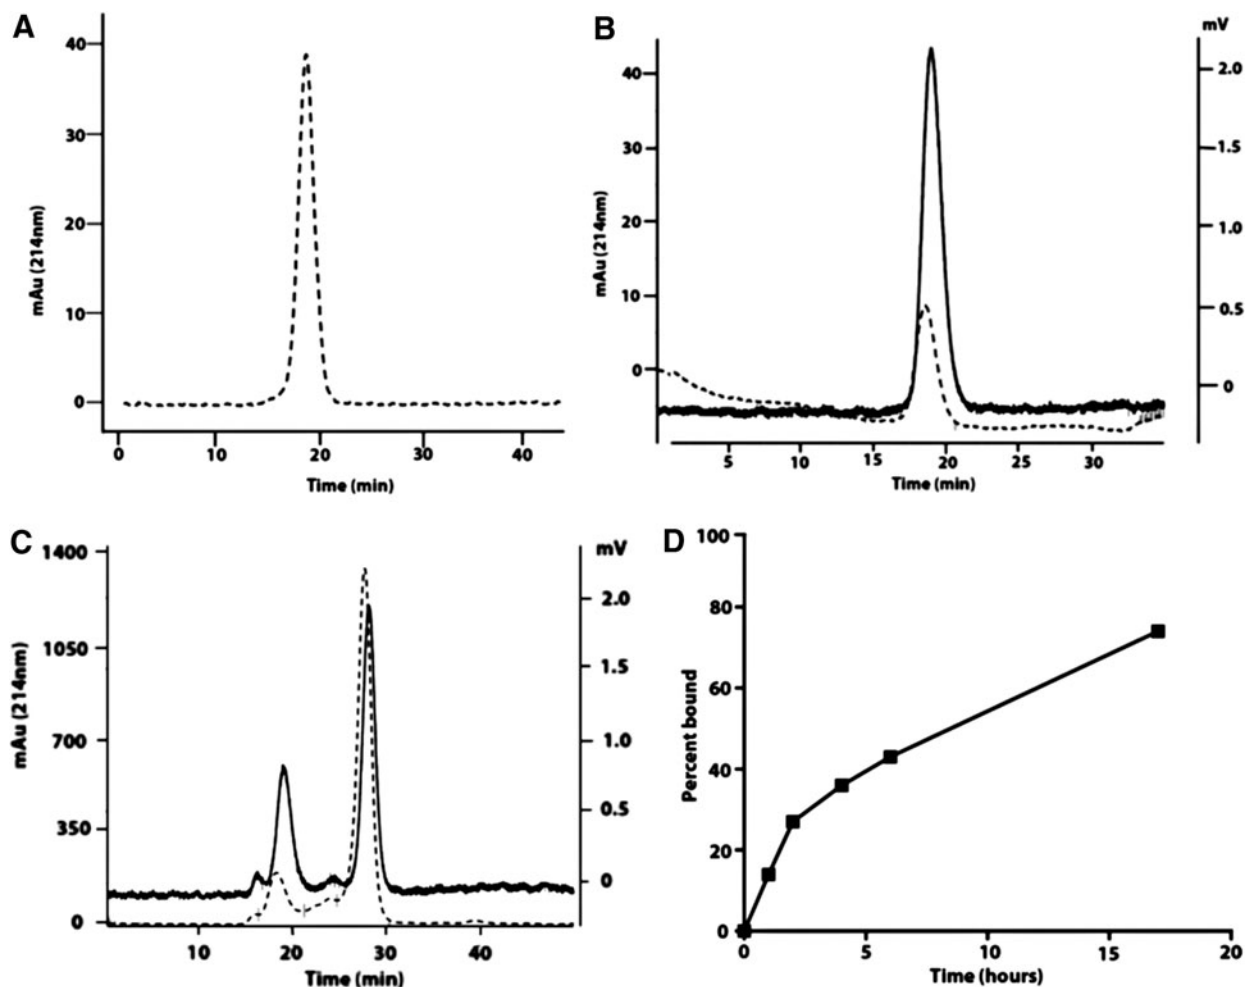 A
40
30
20
10
0
mAu (214nm)
0 10 20 30 40
Time (min)
B
mV
40
30
20
10
0
mAu (214nm)
2.0
1.5
1.0
0.5
0
5 10 15 20 25 30
Time (min)
C
1400
1050
700
350
0
mAu (214nm)
mV
2.0
1.5
1.0
0.5
0
10 20 30 40
Time (min)
D
100
80
60
40
20
0
Percent bound
0 5 10 15 20
Time (hours)